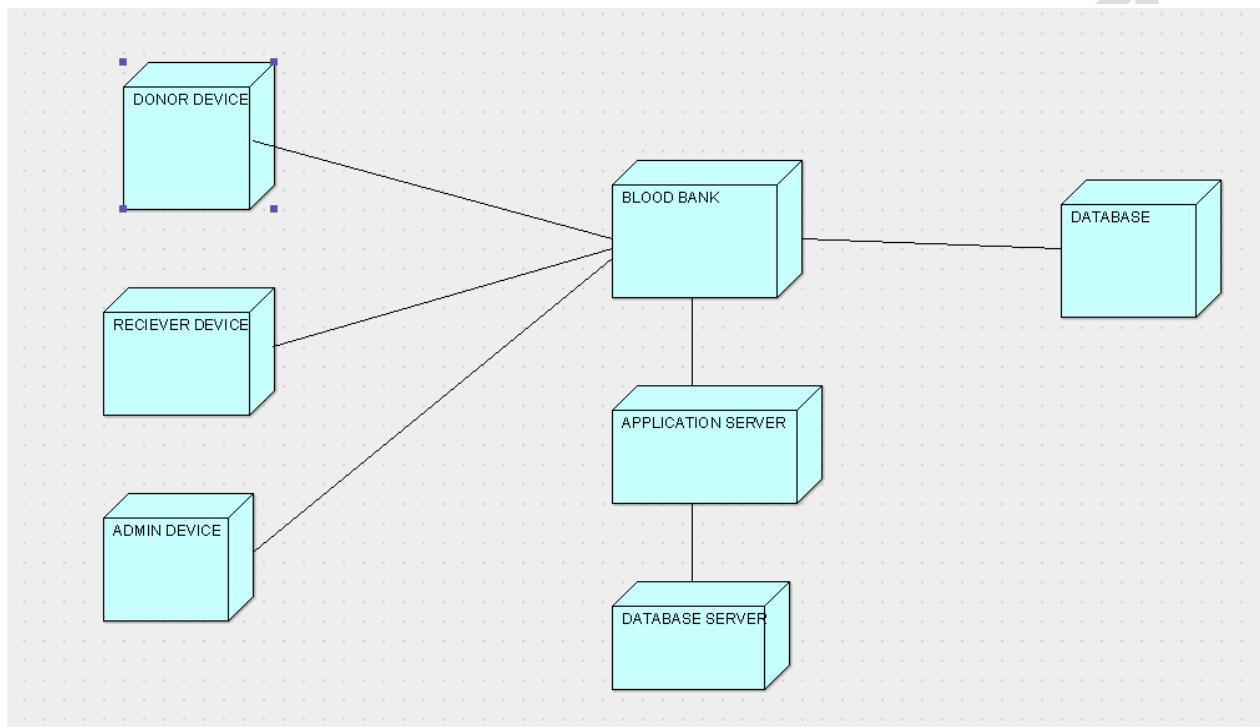 DONOR DEVICE
BLOOD BANK
DATABASE
RECIEVER DEVICE
APPLICATION SERVER
ADMIN DEVICE
DATABASE SERVER